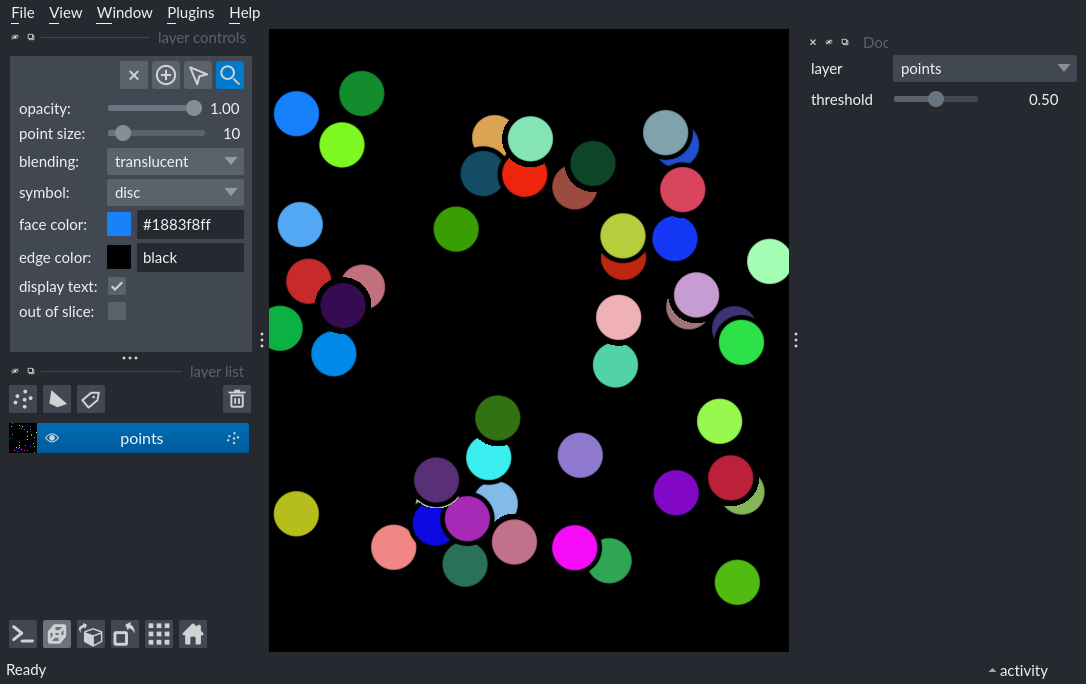 File View Window Plugins Help
layer controls
opacity: 1.00
point size: 10
blending: translucent
symbol: disc
face color: #1883f8ff
edge color: black
display text:
out of slice:
layer list
points
Ready
Doc
layer points
threshold 0.50
activity